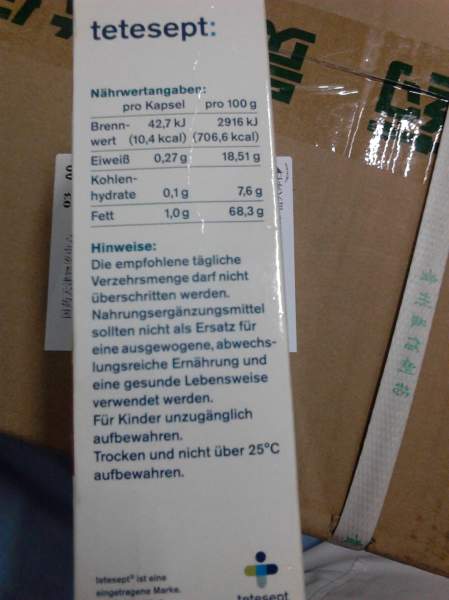 tetesept:
Nährwertangaben:
pro Kapsel pro 100 g
Brenn- 42,7 kJ 2916 kJ
wert (10,4 kcal) (706,6 kcal)
Eiweiß 0,27 g 18,51 g
Kohlen-
hydrate 0,1 g 7,6 g
Fett 1,0 g 68,3 g
Hinweise:
Die empfohlene tägliche
Verzehrsmenge darf nicht
überschritten werden.
Nahrungsergänzungsmittel
sollten nicht als Ersatz für
eine ausgewogene, abwechs-
lungsreiche Ernährung und
eine gesunde Lebensweise
verwendet werden.
Für Kinder unzugänglich
aufbewahren.
Trocken und nicht über 25°C
aufbewahren.
tetesept® ist eine
eingetragene Marke.
tetesept